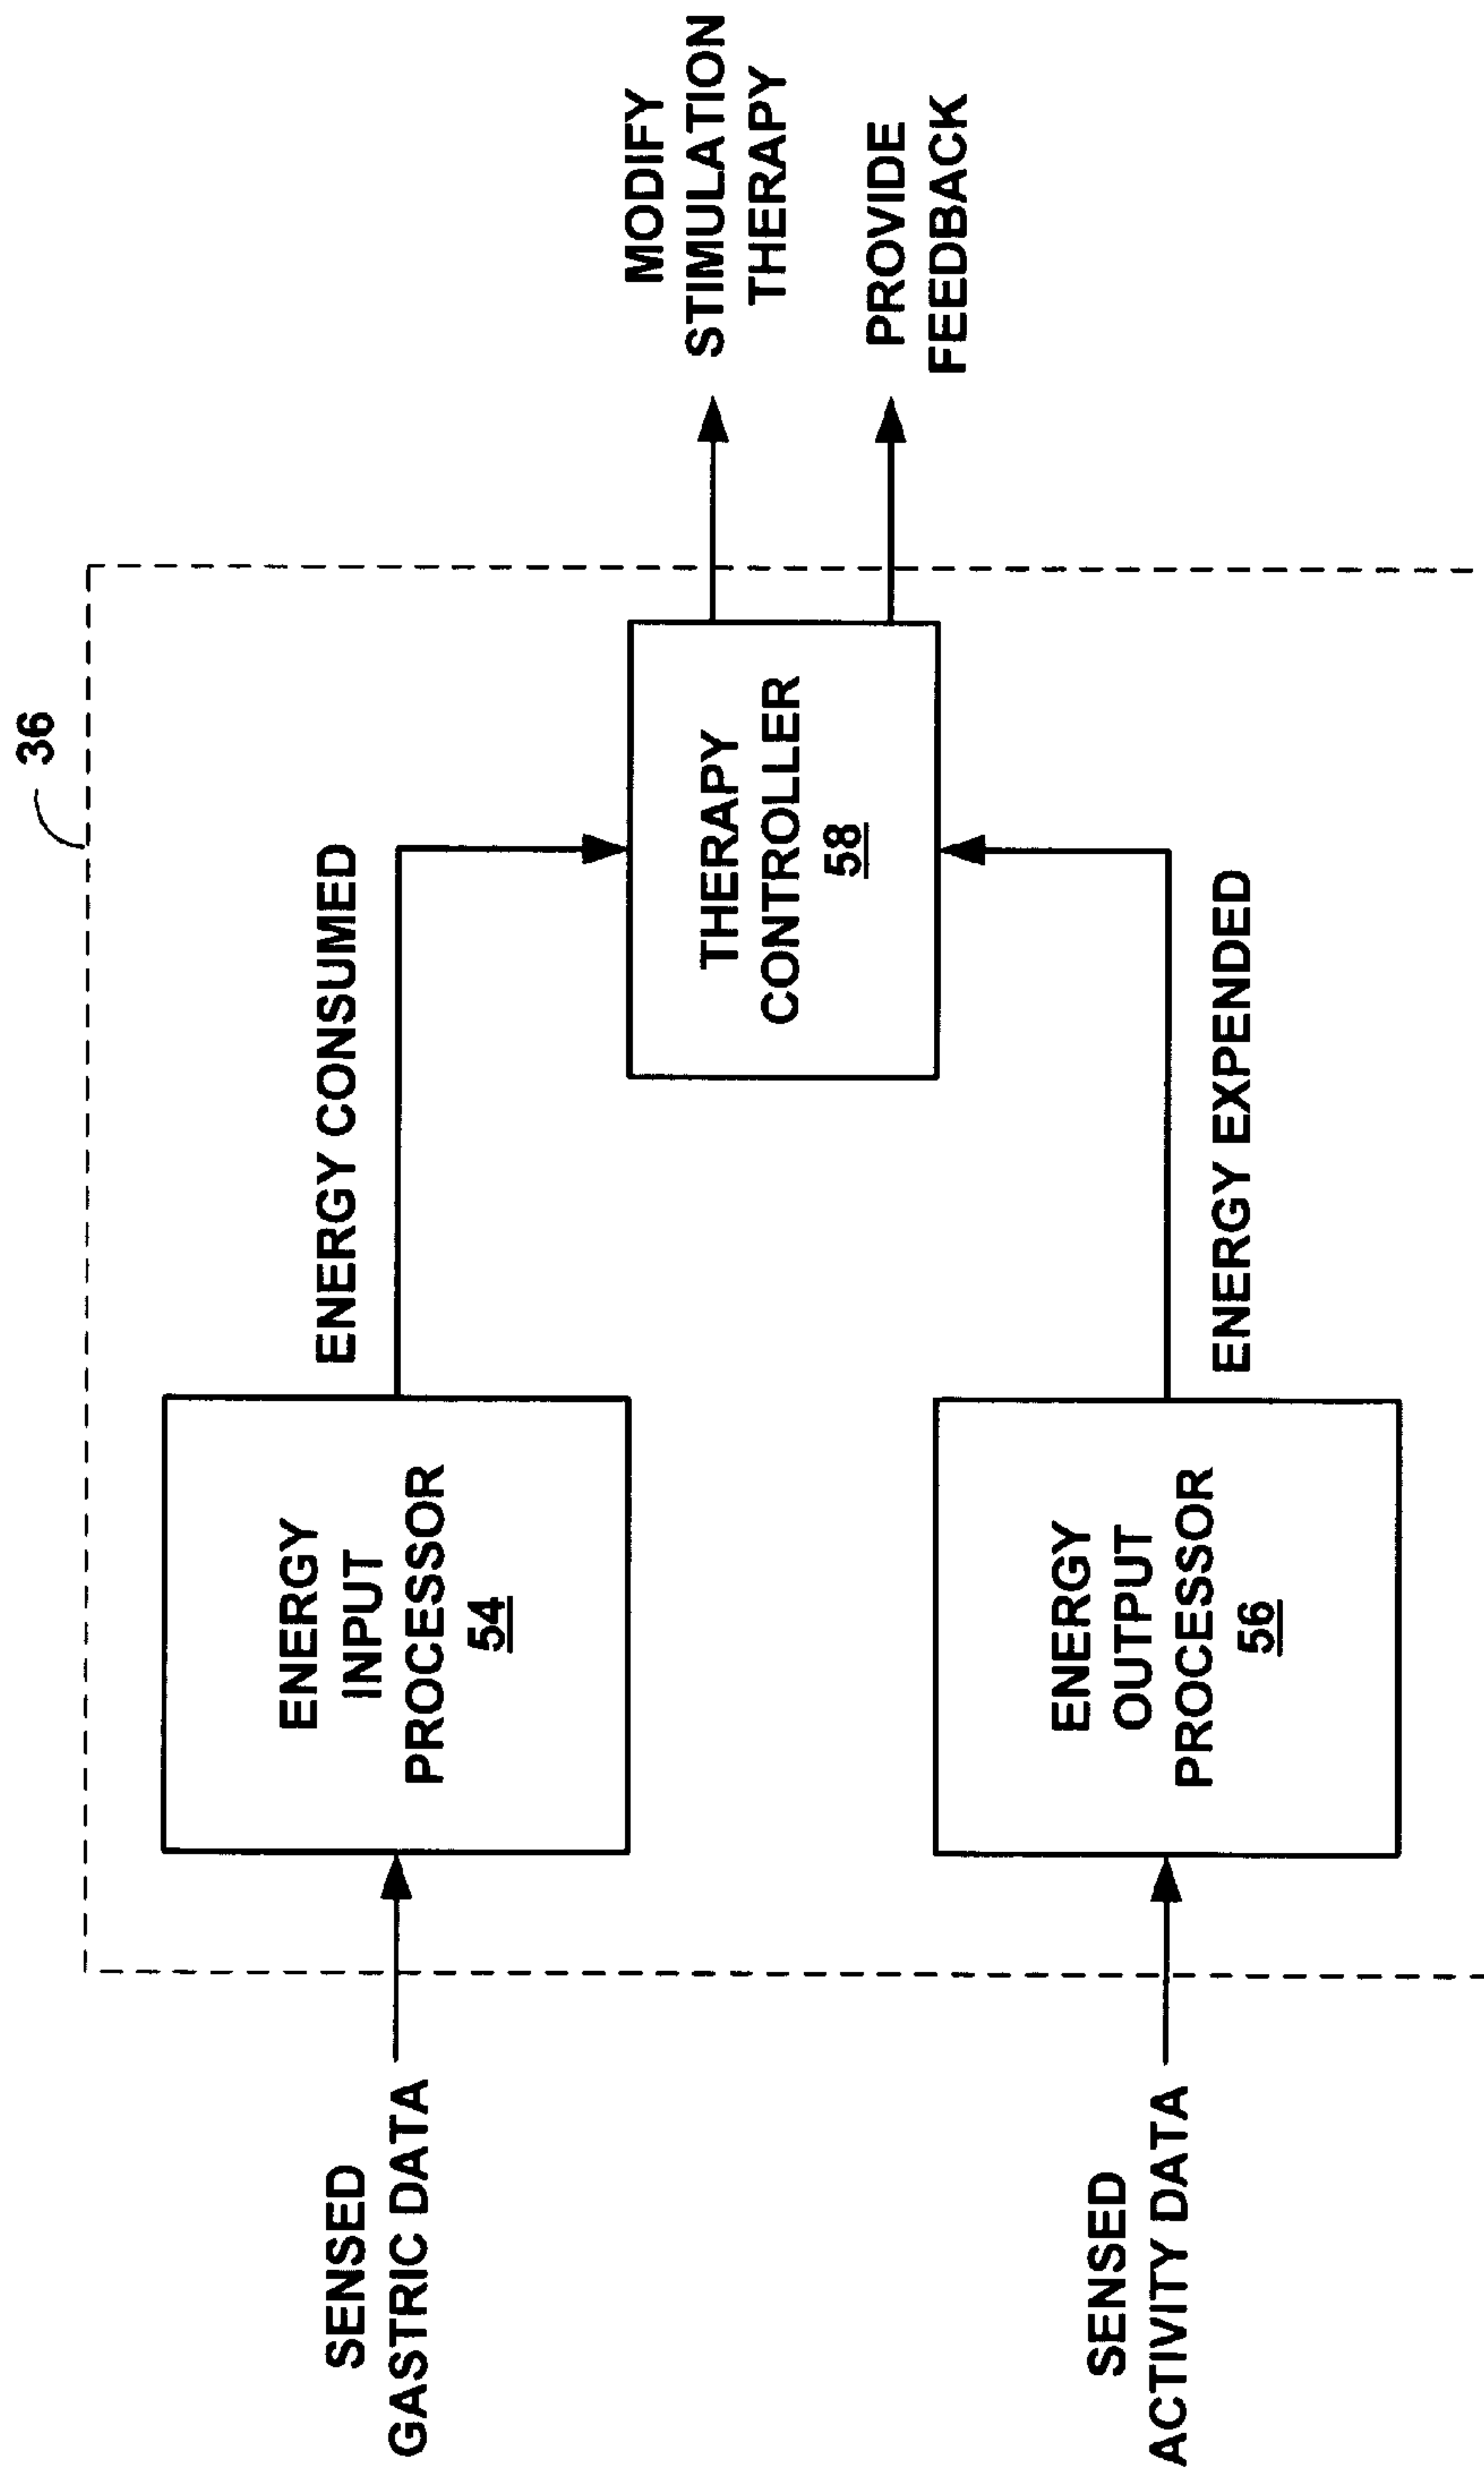 36
SENSED
GASTRIC DATA
ENERGY
INPUT
PROCESSOR
54
ENERGY CONSUMED
THERAPY
CONTROLLER
58
MODIFY
STIMULATION
THERAPY
PROVIDE
FEEDBACK
SENSED
ACTIVITY DATA
ENERGY
OUTPUT
PROCESSOR
56
ENERGY EXPENDED